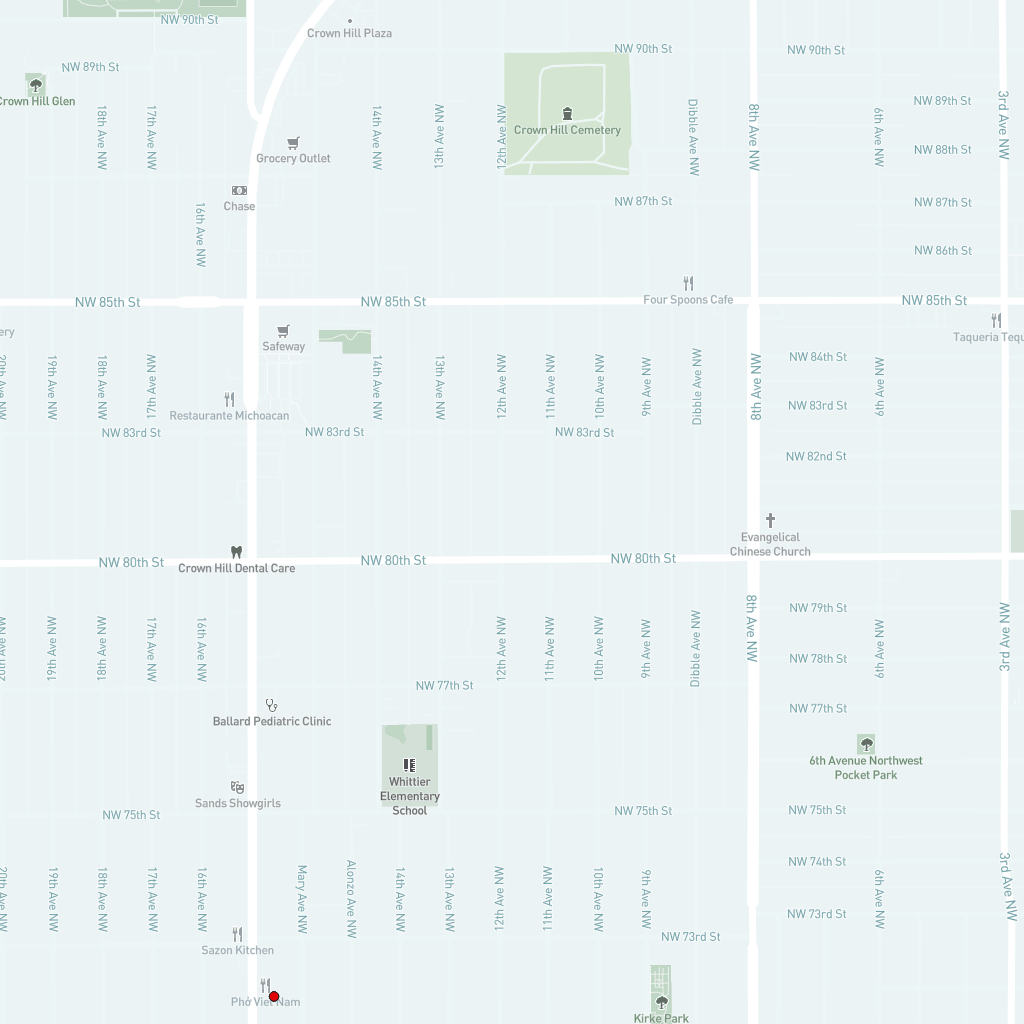 NW 90th St
Crown Hill Plaza
NW 90th St
NW 90th St
NW 89th St
Crown Hill Glen
18th Ave NW
17th Ave NW
14th Ave NW
13th Ave NW
12th Ave NW
Crown Hill Cemetery
Dibble Ave NW
8th Ave NW
6th Ave NW
NW 89th St
3rd Ave NW
NW 88th St
Grocery Outlet
Chase
16th Ave NW
NW 87th St
NW 87th St
NW 86th St
NW 85th St
NW 85th St
Four Spoons Cafe
NW 85th St
ery
Safeway
Taqueria Tequ
20th Ave NW
19th Ave NW
18th Ave NW
17th Ave NW
14th Ave NW
13th Ave NW
12th Ave NW
11th Ave NW
10th Ave NW
9th Ave NW
Dibble Ave NW
8th Ave NW
NW 84th St
6th Ave NW
NW 83rd St
Restaurante Michoacan
NW 83rd St
NW 83rd St
NW 83rd St
NW 82nd St
Evangelical
Chinese Church
NW 80th St
NW 80th St
NW 80th St
Crown Hill Dental Care
20th Ave NW
19th Ave NW
18th Ave NW
17th Ave NW
16th Ave NW
12th Ave NW
11th Ave NW
10th Ave NW
9th Ave NW
Dibble Ave NW
8th Ave NW
NW 79th St
6th Ave NW
3rd Ave NW
NW 78th St
NW 77th St
NW 77th St
Ballard Pediatric Clinic
6th Avenue Northwest
Pocket Park
Whittier
Elementary
School
Sands Showgirls
NW 75th St
NW 75th St
NW 75th St
NW 74th St
20th Ave NW
19th Ave NW
18th Ave NW
17th Ave NW
16th Ave NW
Mary Ave NW
Alonzo Ave NW
14th Ave NW
13th Ave NW
12th Ave NW
11th Ave NW
10th Ave NW
9th Ave NW
6th Ave NW
3rd Ave NW
NW 73rd St
NW 73rd St
Sazon Kitchen
Phở Việt Nam
Kirke Park